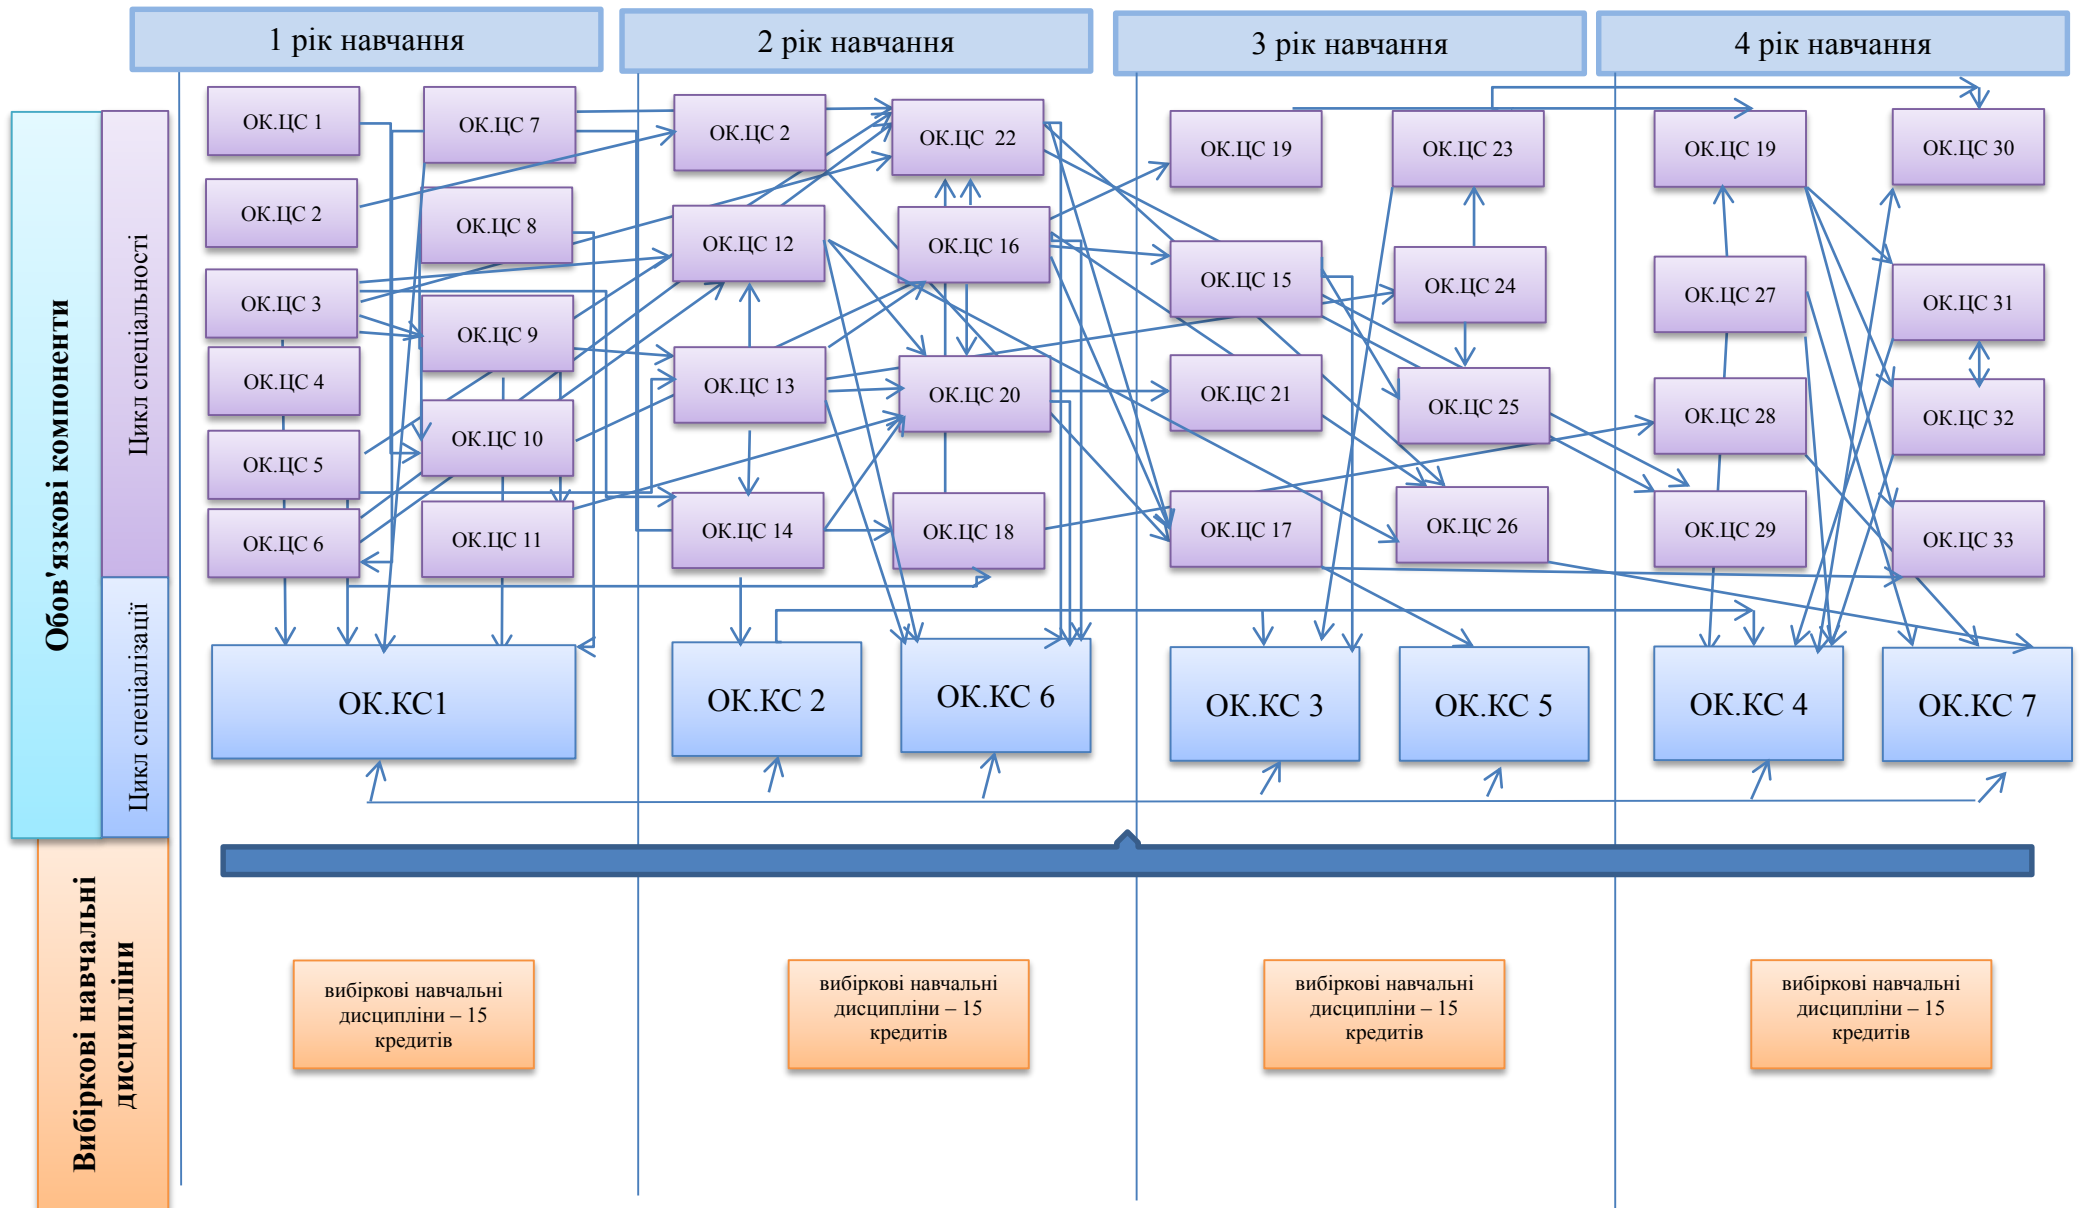 1 рік навчання
2 рік навчання
3 рік навчання
4 рік навчання
Обов'язкові компоненти
Цикл спеціальності
Цикл спеціалізації
Вибіркові навчальні
дисципліни
ОК.ЦС 1
ОК.ЦС 2
ОК.ЦС 3
ОК.ЦС 4
ОК.ЦС 5
ОК.ЦС 6
ОК.ЦС 7
ОК.ЦС 8
ОК.ЦС 9
ОК.ЦС 10
ОК.ЦС 11
ОК.ЦС 2
ОК.ЦС 12
ОК.ЦС 13
ОК.ЦС 14
ОК.ЦС 22
ОК.ЦС 16
ОК.ЦС 20
ОК.ЦС 18
ОК.ЦС 19
ОК.ЦС 15
ОК.ЦС 21
ОК.ЦС 17
ОК.ЦС 23
ОК.ЦС 24
ОК.ЦС 25
ОК.ЦС 26
ОК.ЦС 19
ОК.ЦС 27
ОК.ЦС 28
ОК.ЦС 29
ОК.ЦС 30
ОК.ЦС 31
ОК.ЦС 32
ОК.ЦС 33
ОК.КС1
ОК.КС 2
ОК.КС 6
ОК.КС 3
ОК.КС 5
ОК.КС 4
ОК.КС 7
вибіркові навчальні
дисципліни – 15
кредитів
вибіркові навчальні
дисципліни – 15
кредитів
вибіркові навчальні
дисципліни – 15
кредитів
вибіркові навчальні
дисципліни – 15
кредитів